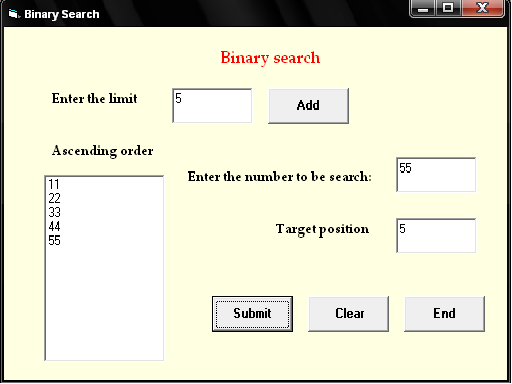 Binary Search
Binary search
Enter the limit
5
Add
Ascending order
11
22
33
44
55
Enter the number to be search:
55
Target position
5
Submit
Clear
End